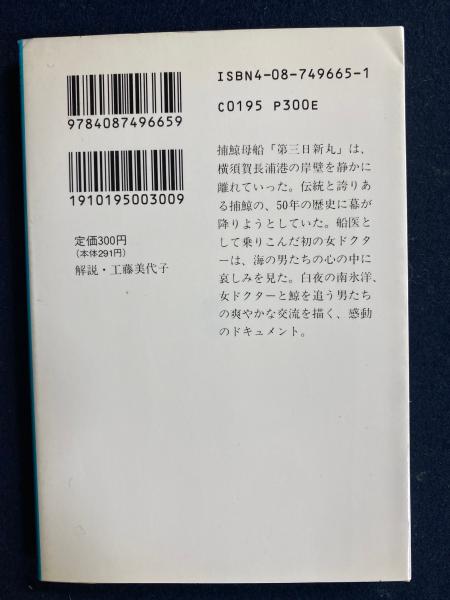 ISBN4-08-749665-1
C0195 P300E
9784087496659
1910195003009
定価300円
(本体291円)
解説・工藤美代子
捕鯨母船「第三日新丸」は、
横須賀長浦港の岸壁を静かに
離れていった。伝統と誇りあ
る捕鯨の、50年の歴史に幕が
降りようとしていた。船医と
して乗りこんだ初の女ドクタ
ーは、海の男たちの心の中に
哀しみを見た。白夜の南氷洋、
女ドクターと鯨を追う男たち
の爽やかな交流を描く、感動
のドキュメント。